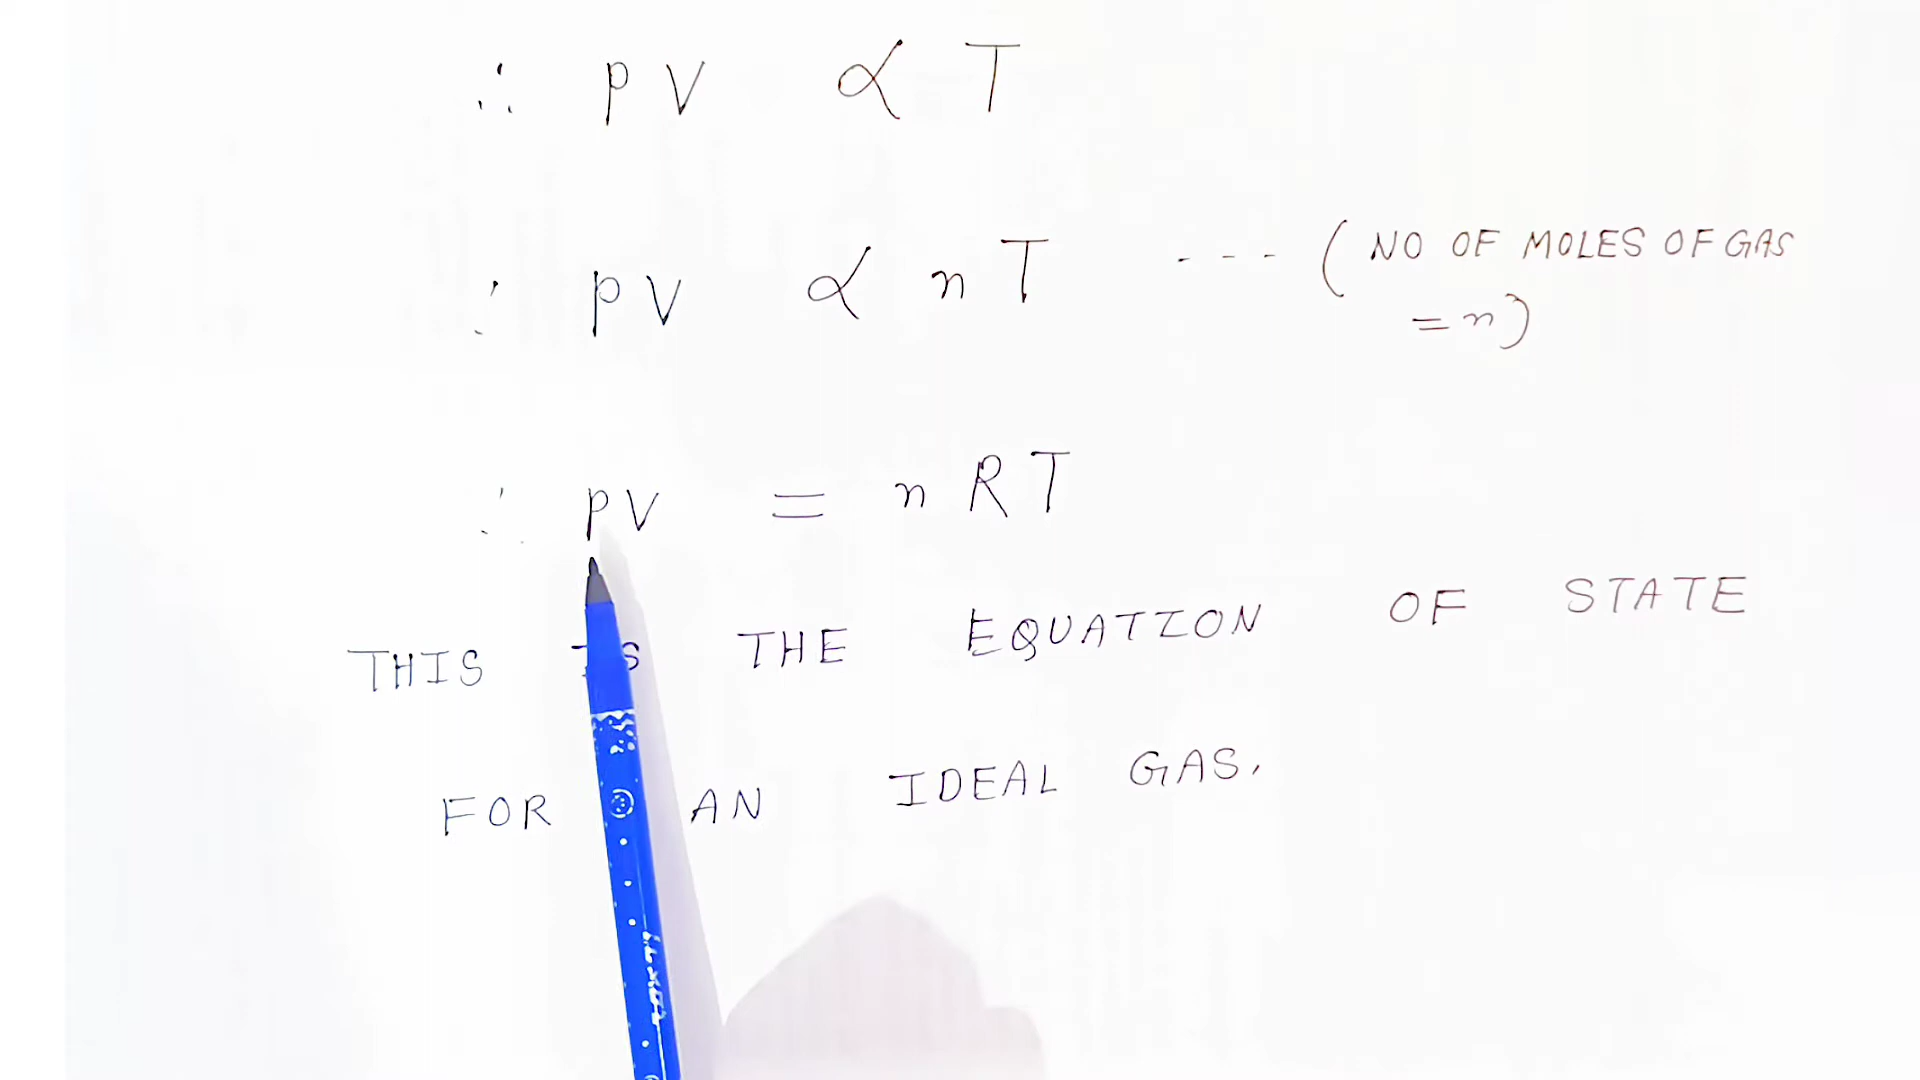 ∴ PV ∝ T
∴ PV ∝ nT --- (NO OF MOLES OF GAS
= n)
∴ PV = nRT
THIS IS THE EQUATION OF STATE
FOR AN IDEAL GAS.